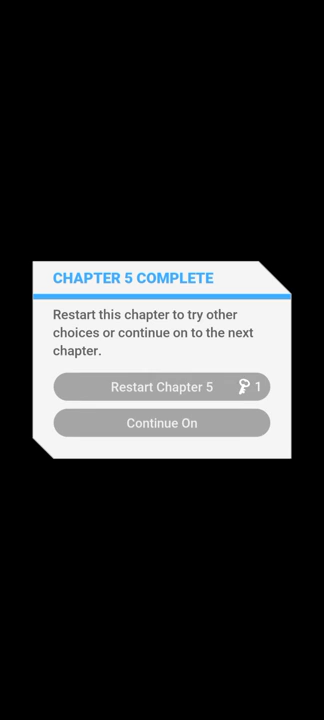 CHAPTER 5 COMPLETE
Restart this chapter to try other
choices or continue on to the next
chapter.
Restart Chapter 5 1
Continue On